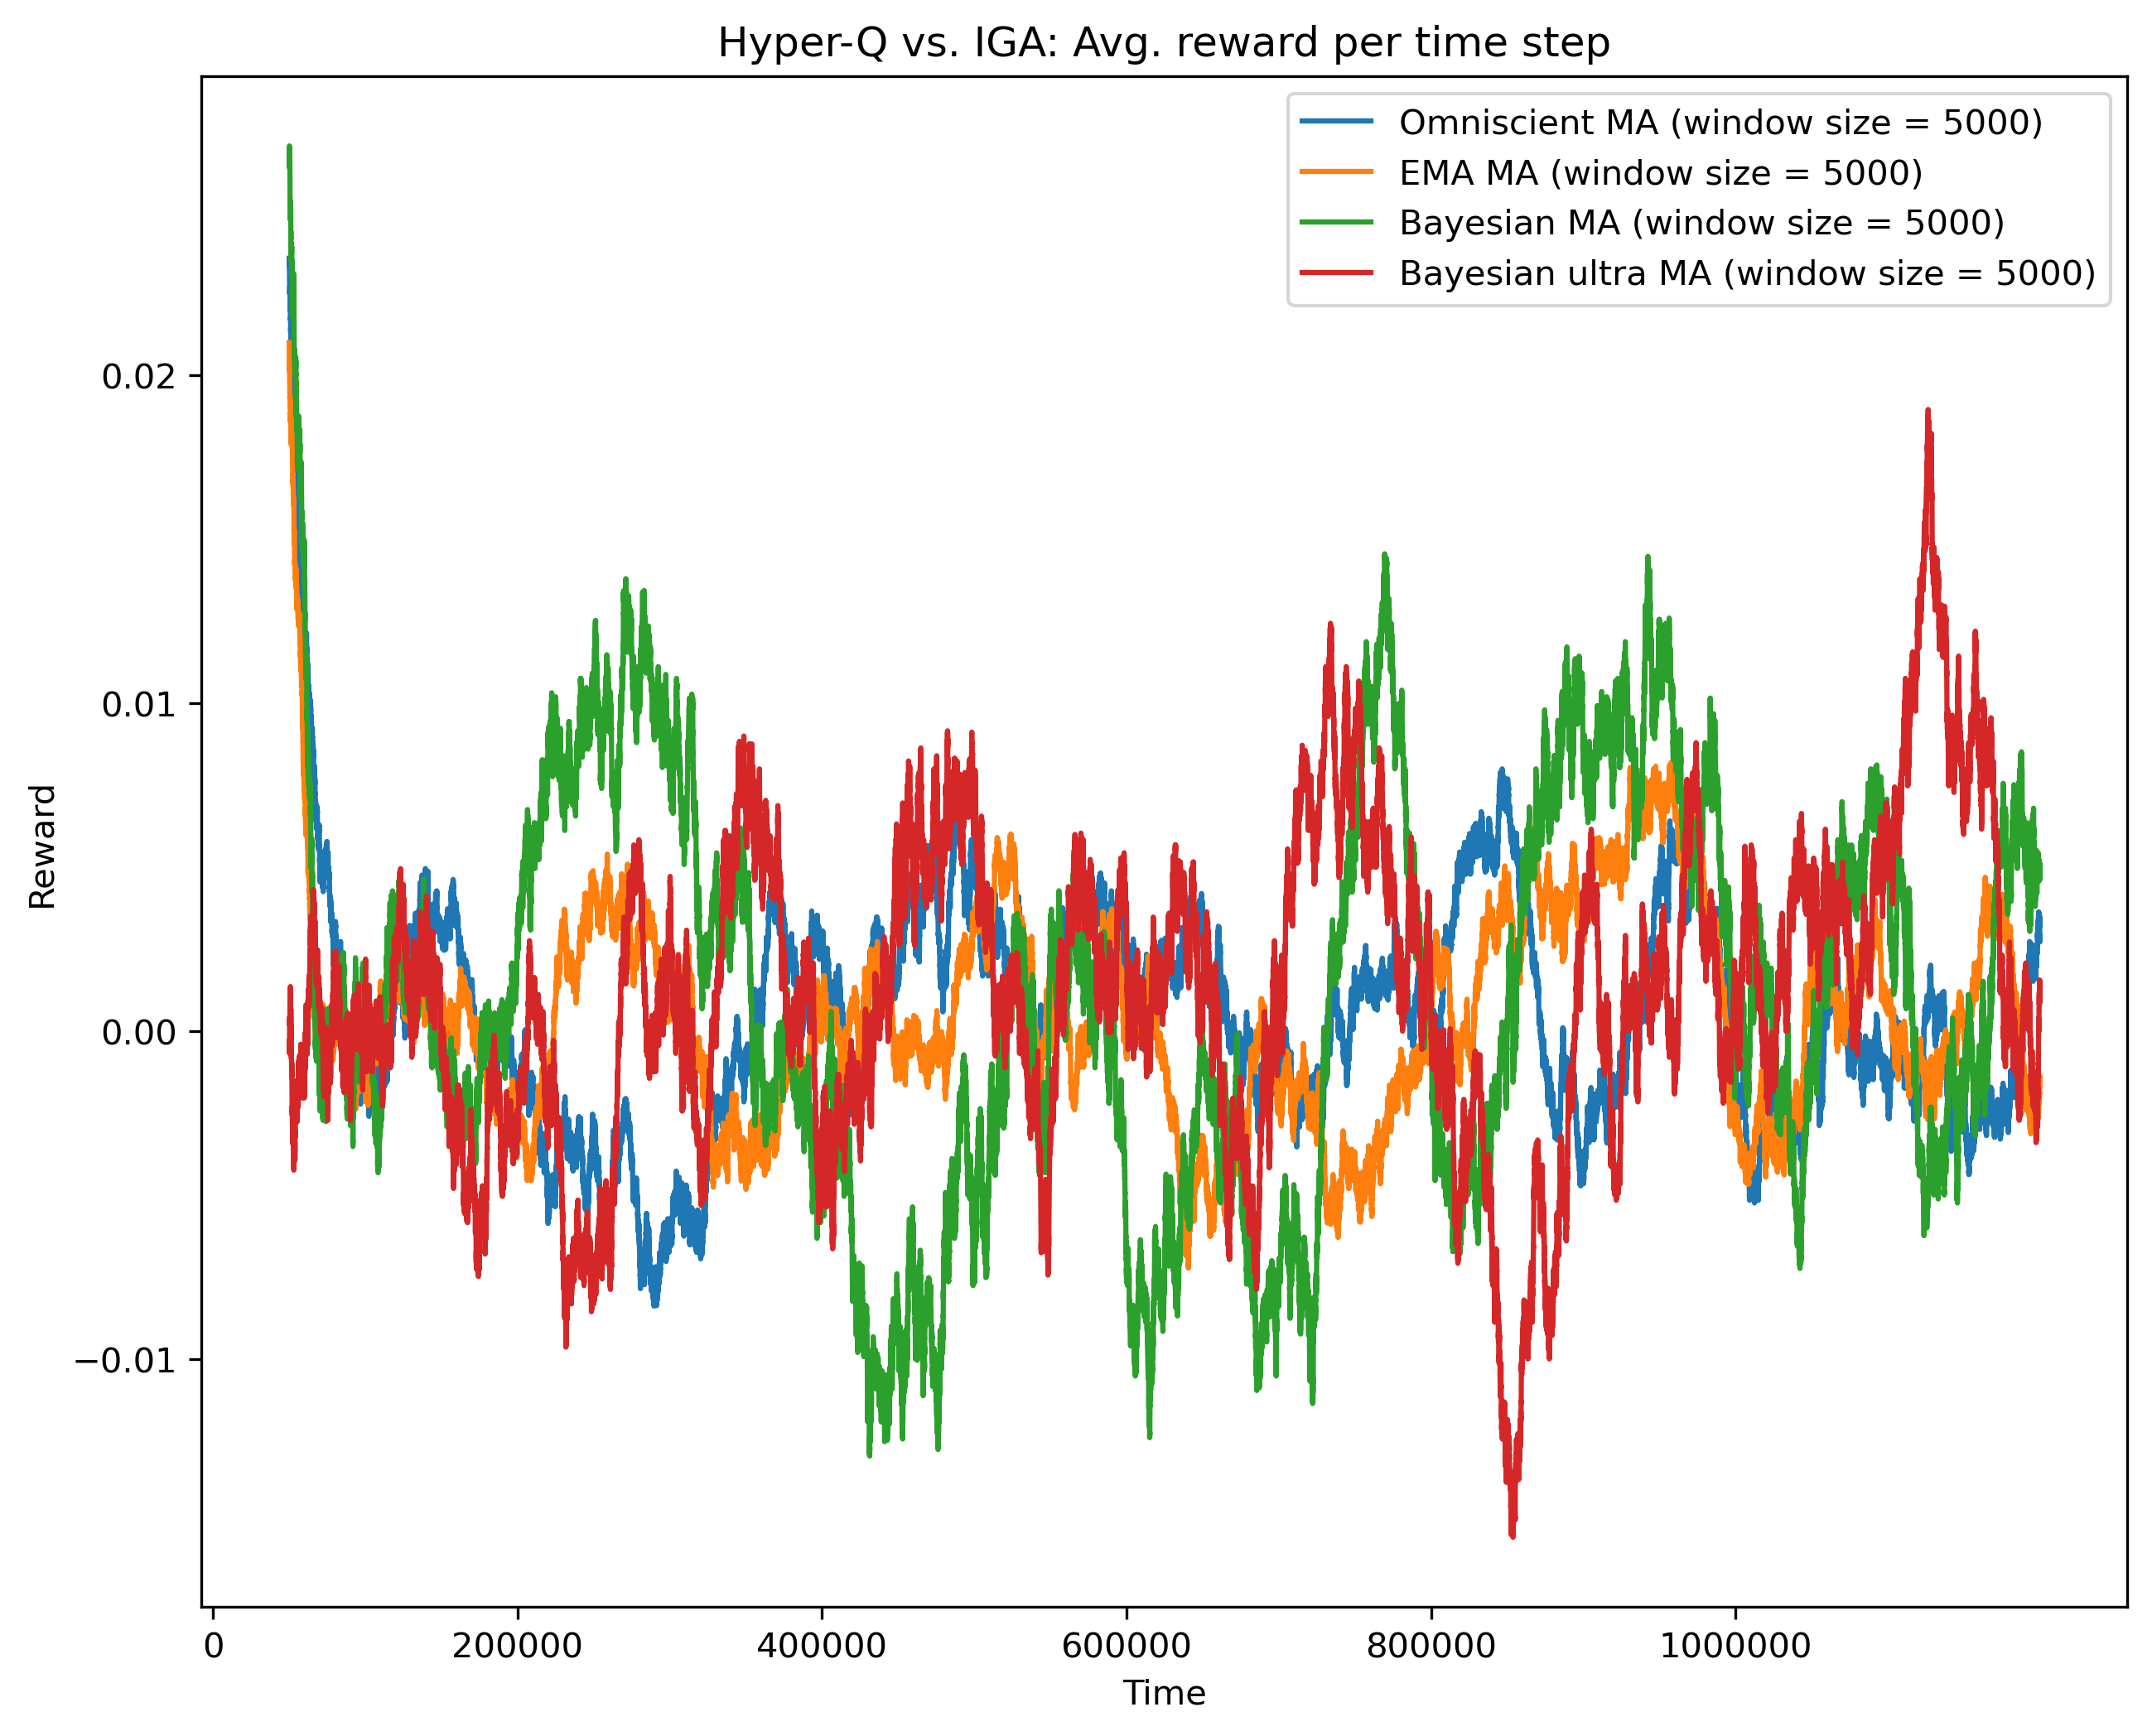 Hyper-Q vs. IGA: Avg. reward per time step
Omniscient MA (window size = 5000)
EMA MA (window size = 5000)
Bayesian MA (window size = 5000)
Bayesian ultra MA (window size = 5000)
0.02
0.01
0.00
−0.01
Reward
0 200000 400000 600000 800000 1000000
Time